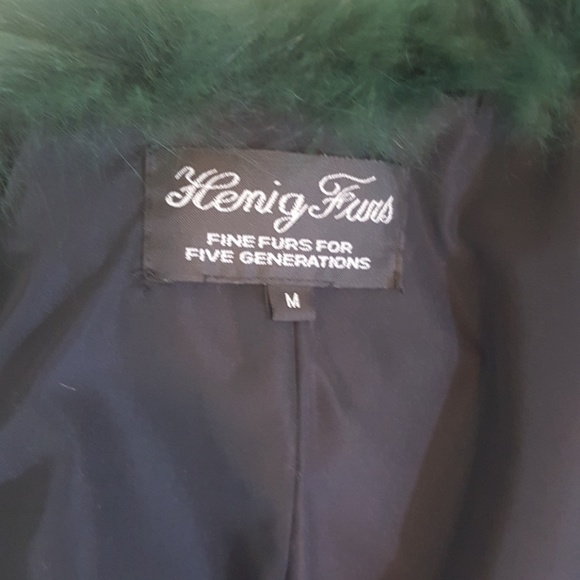 Henig Furs
FINE FURS FOR
FIVE GENERATIONS
M